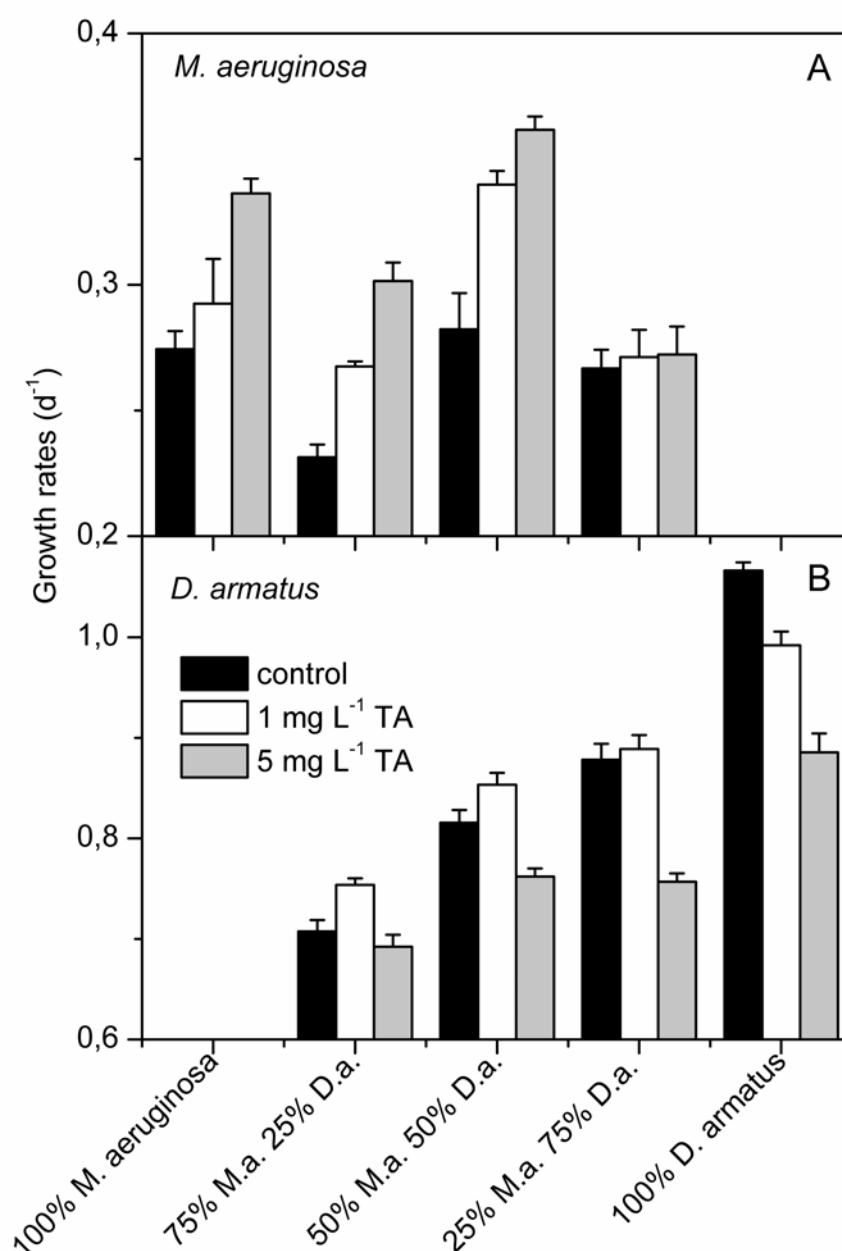 0,4
M. aeruginosa
A
0,3
0,2
Growth rates (d⁻¹)
D. armatus
B
1,0
control
1 mg L⁻¹ TA
5 mg L⁻¹ TA
0,8
0,6
100% M. aeruginosa
75% M.a. 25% D.a.
50% M.a. 50% D.a.
25% M.a. 75% D.a.
100% D. armatus